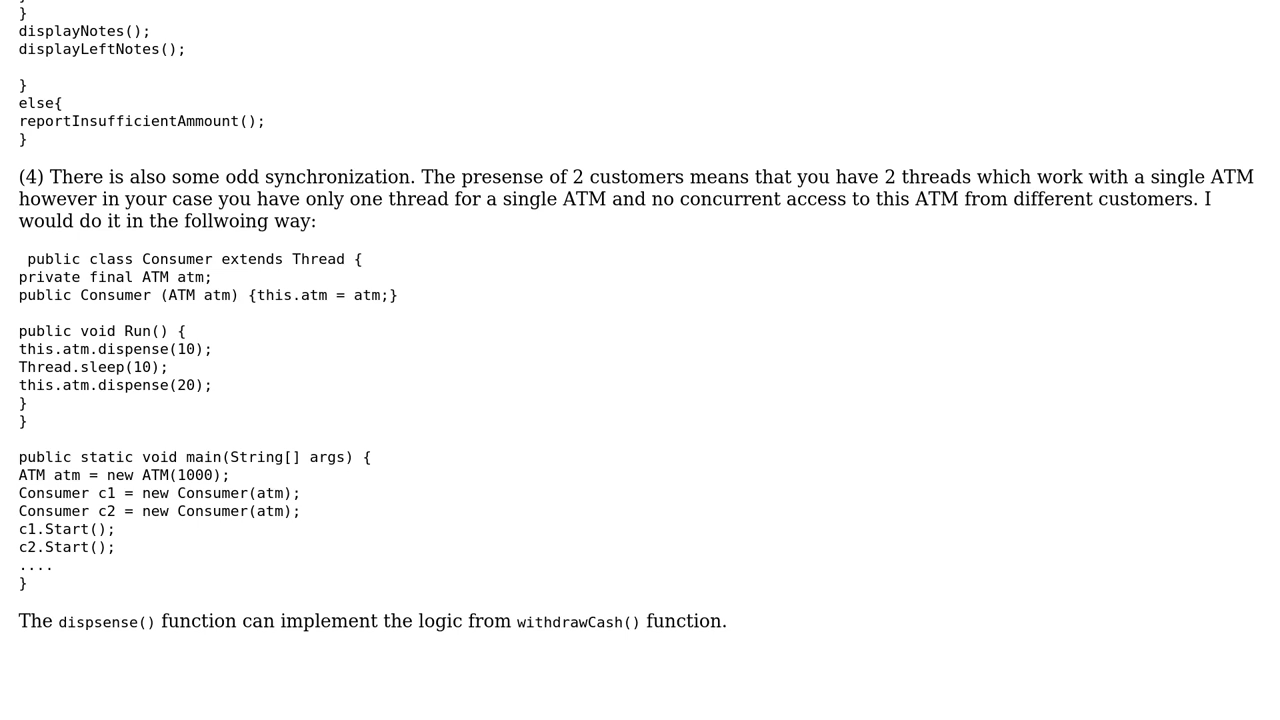 }
displayNotes();
displayLeftNotes();
}
else{
reportInsufficientAmmount();
}
(4) There is also some odd synchronization. The presense of 2 customers means that you have 2 threads which work with a single ATM
however in your case you have only one thread for a single ATM and no concurrent access to this ATM from different customers. I
would do it in the follwoing way:
public class Consumer extends Thread {
private final ATM atm;
public Consumer (ATM atm) {this.atm = atm;}
public void Run() {
this.atm.dispense(10);
Thread.sleep(10);
this.atm.dispense(20);
}
}
public static void main(String[] args) {
ATM atm = new ATM(1000);
Consumer c1 = new Consumer(atm);
Consumer c2 = new Consumer(atm);
c1.Start();
c2.Start();
....
}
The dispsense() function can implement the logic from withdrawCash() function.